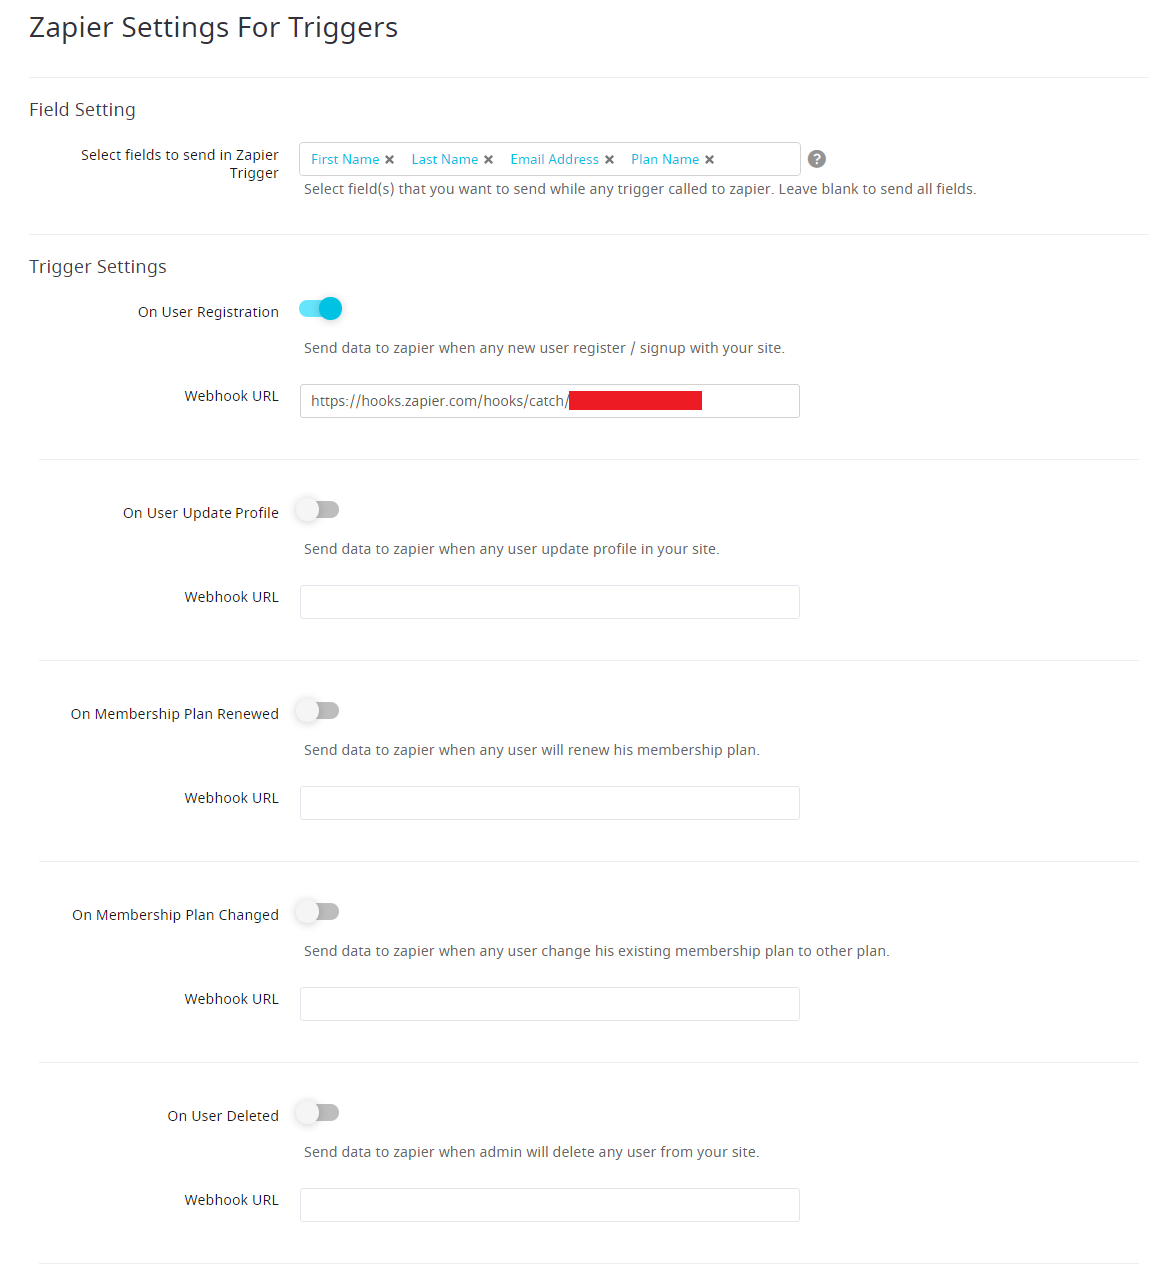 Zapier Settings For Triggers
Field Setting
Select fields to send in Zapier
Trigger
First Name × Last Name × Email Address × Plan Name × ?
Select field(s) that you want to send while any trigger called to zapier. Leave blank to send all fields.
Trigger Settings
On User Registration
Send data to zapier when any new user register / signup with your site.
Webhook URL
https://hooks.zapier.com/hooks/catch/
On User Update Profile
Send data to zapier when any user update profile in your site.
Webhook URL
On Membership Plan Renewed
Send data to zapier when any user will renew his membership plan.
Webhook URL
On Membership Plan Changed
Send data to zapier when any user change his existing membership plan to other plan.
Webhook URL
On User Deleted
Send data to zapier when admin will delete any user from your site.
Webhook URL